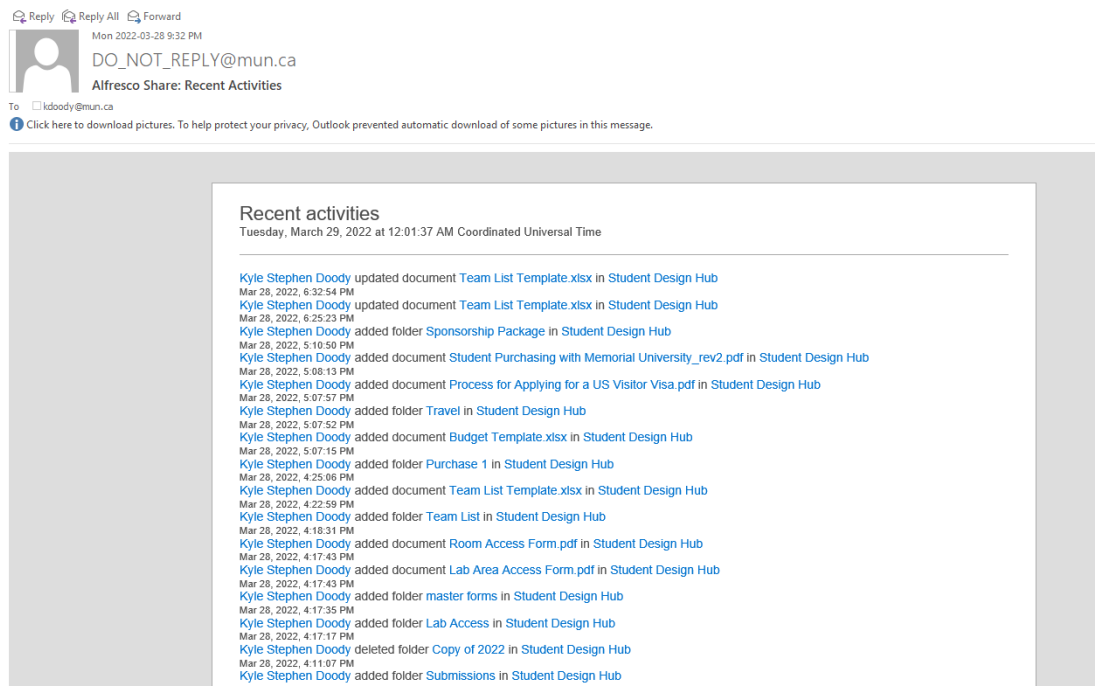 Reply Reply All Forward
Mon 2022-03-28 9:32 PM
DO_NOT_REPLY@mun.ca
Alfresco Share: Recent Activities
To kdoody@mun.ca
Click here to download pictures. To help protect your privacy, Outlook prevented automatic download of some pictures in this message.
Recent activities
Tuesday, March 29, 2022 at 12:01:37 AM Coordinated Universal Time
Kyle Stephen Doody updated document Team List Template.xlsx in Student Design Hub
Mar 28, 2022, 6:32:54 PM
Kyle Stephen Doody updated document Team List Template.xlsx in Student Design Hub
Mar 28, 2022, 6:25:23 PM
Kyle Stephen Doody added folder Sponsorship Package in Student Design Hub
Mar 28, 2022, 5:10:50 PM
Kyle Stephen Doody added document Student Purchasing with Memorial University_rev2.pdf in Student Design Hub
Mar 28, 2022, 5:08:13 PM
Kyle Stephen Doody added document Process for Applying for a US Visitor Visa.pdf in Student Design Hub
Mar 28, 2022, 5:07:57 PM
Kyle Stephen Doody added folder Travel in Student Design Hub
Mar 28, 2022, 5:07:52 PM
Kyle Stephen Doody added document Budget Template.xlsx in Student Design Hub
Mar 28, 2022, 5:07:15 PM
Kyle Stephen Doody added folder Purchase 1 in Student Design Hub
Mar 28, 2022, 4:25:06 PM
Kyle Stephen Doody added document Team List Template.xlsx in Student Design Hub
Mar 28, 2022, 4:22:59 PM
Kyle Stephen Doody added folder Team List in Student Design Hub
Mar 28, 2022, 4:18:31 PM
Kyle Stephen Doody added document Room Access Form.pdf in Student Design Hub
Mar 28, 2022, 4:17:43 PM
Kyle Stephen Doody added document Lab Area Access Form.pdf in Student Design Hub
Mar 28, 2022, 4:17:43 PM
Kyle Stephen Doody added folder master forms in Student Design Hub
Mar 28, 2022, 4:17:35 PM
Kyle Stephen Doody added folder Lab Access in Student Design Hub
Mar 28, 2022, 4:17:17 PM
Kyle Stephen Doody deleted folder Copy of 2022 in Student Design Hub
Mar 28, 2022, 4:11:07 PM
Kyle Stephen Doody added folder Submissions in Student Design Hub